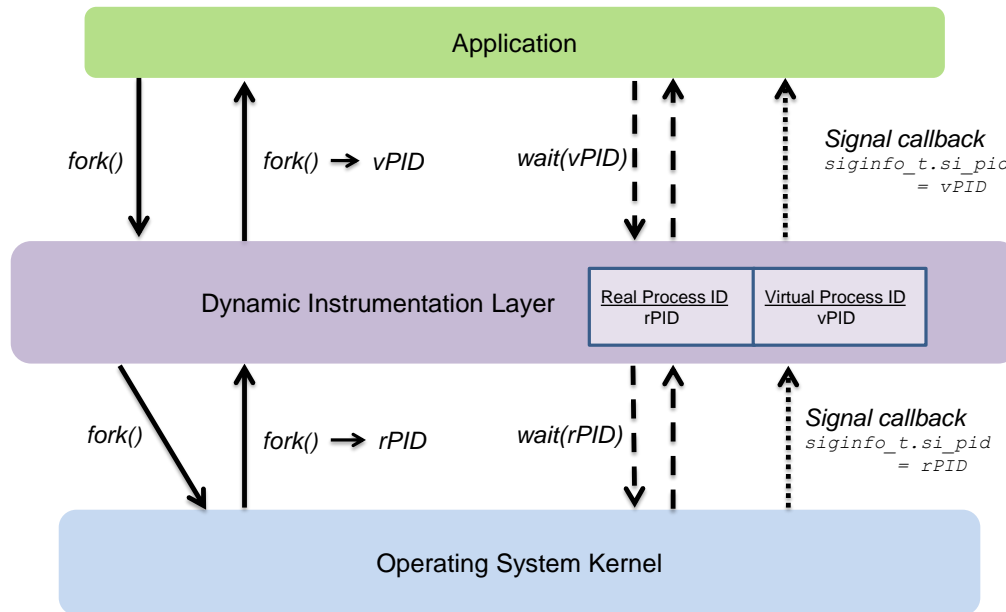 Application
fork()
fork() → vPID
wait(vPID)
Signal callback
siginfo_t.si_pid
= vPID
Dynamic Instrumentation Layer
Real Process ID
rPID
Virtual Process ID
vPID
fork()
fork() → rPID
wait(rPID)
Signal callback
siginfo_t.si_pid
= rPID
Operating System Kernel